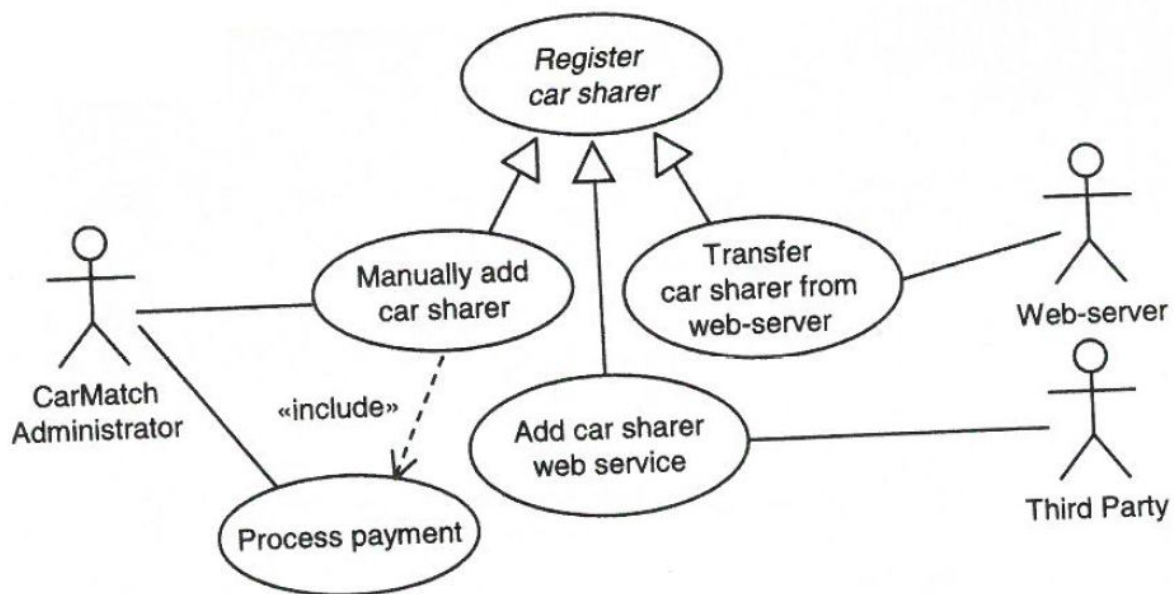 Register
car sharer
Manually add
car sharer
Transfer
car sharer from
web-server
CarMatch
Administrator
Web-server
«include»
Add car sharer
web service
Process payment
Third Party